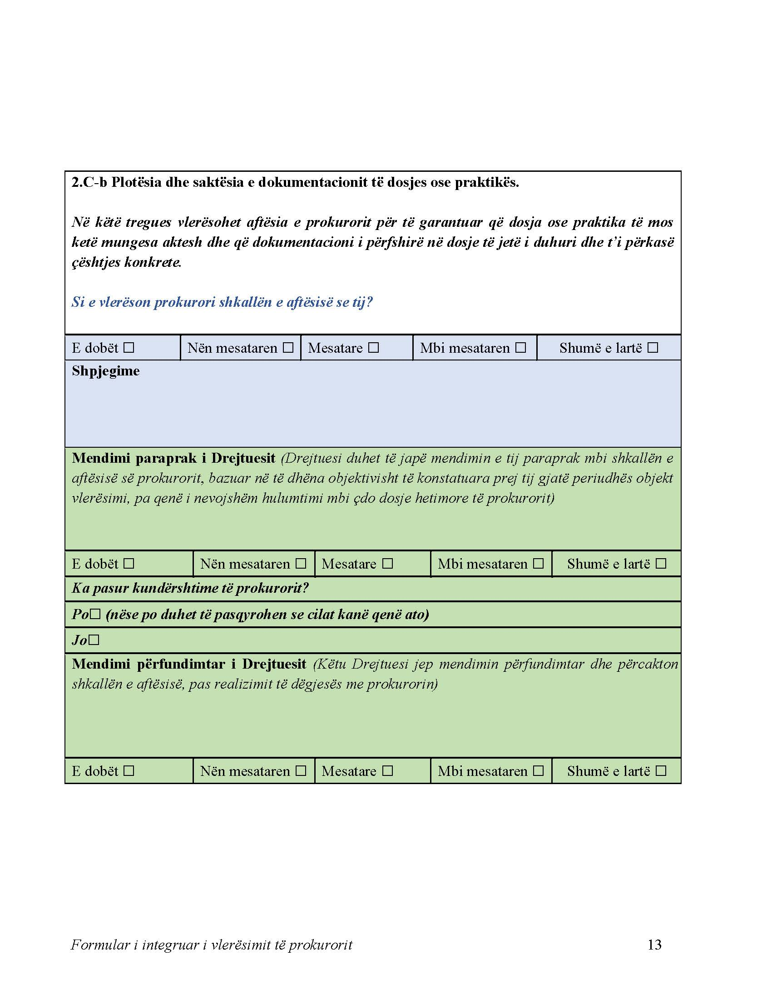 2.C-b Plotësia dhe saktësia e dokumentacionit të dosjes ose praktikës.
Në këtë tregues vlerësohet aftësia e prokurorit për të garantuar që dosja ose praktika të mos
ketë mungesa aktesh dhe që dokumentacioni i përfshirë në dosje të jetë i duhuri dhe t’i përkasë
çështjes konkrete.
Si e vlerëson prokurori shkallën e aftësisë se tij?
E dobët ☐ Nën mesataren ☐ Mesatare ☐ Mbi mesataren ☐ Shumë e lartë ☐
Shpjegime
Mendimi paraprak i Drejtuesit (Drejtuesi duhet të japë mendimin e tij paraprak mbi shkallën e
aftësisë së prokurorit, bazuar në të dhëna objektivisht të konstatuara prej tij gjatë periudhës objekt
vlerësimi, pa qenë i nevojshëm hulumtimi mbi çdo dosje hetimore të prokurorit)
E dobët ☐ Nën mesataren ☐ Mesatare ☐ Mbi mesataren ☐ Shumë e lartë ☐
Ka pasur kundërshtime të prokurorit?
Po☐ (nëse po duhet të pasqyrohen se cilat kanë qenë ato)
Jo☐
Mendimi përfundimtar i Drejtuesit (Këtu Drejtuesi jep mendimin përfundimtar dhe përcakton
shkallën e aftësisë, pas realizimit të dëgjesës me prokurorin)
E dobët ☐ Nën mesataren ☐ Mesatare ☐ Mbi mesataren ☐ Shumë e lartë ☐
Formular i integruar i vlerësimit të prokurorit 13